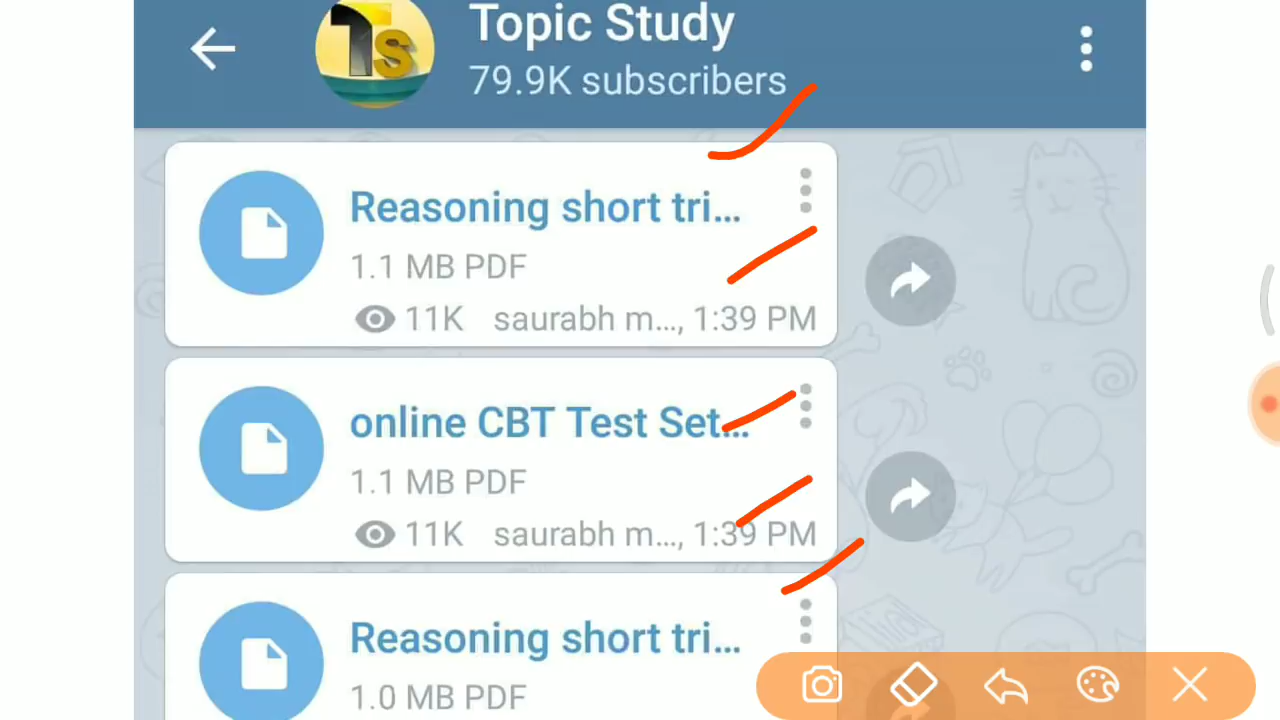 Ts
Topic Study
79.9K subscribers
Reasoning short tri...
1.1 MB PDF
11K saurabh m..., 1:39 PM
online CBT Test Set...
1.1 MB PDF
11K saurabh m..., 1:39 PM
Reasoning short tri...
1.0 MB PDF